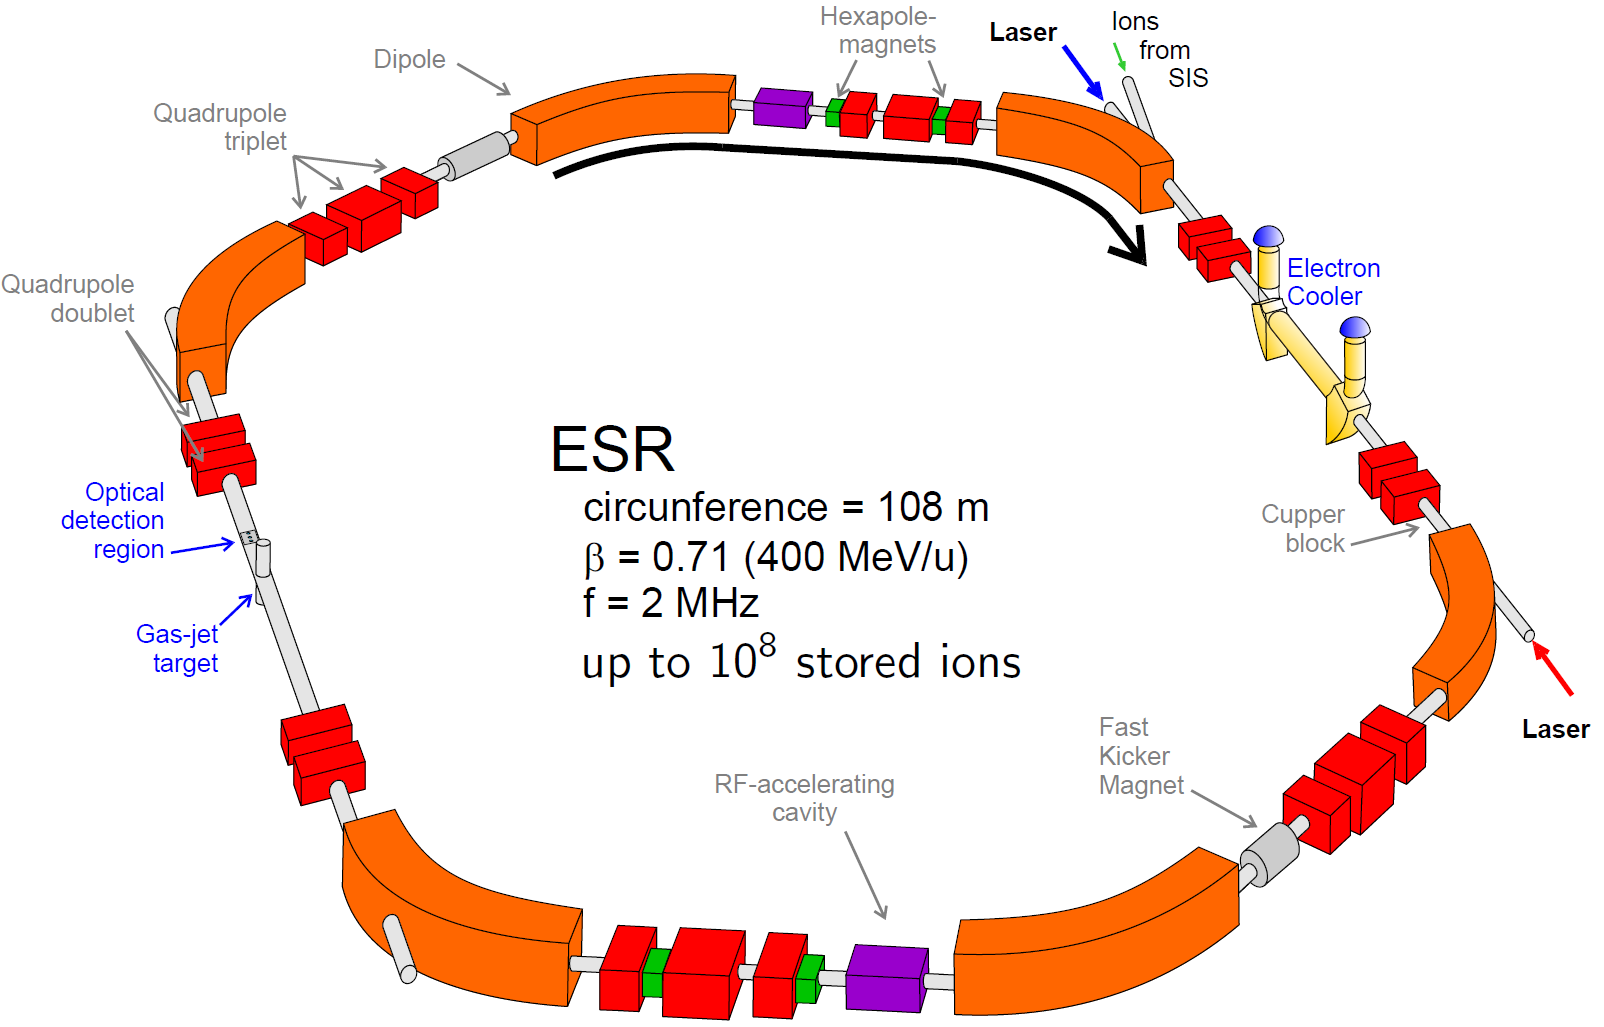 Hexapole-
magnets
Laser
Ions
from
SIS
Dipole
Quadrupole
triplet
Electron
Cooler
Quadrupole
doublet
ESR
circunference = 108 m
β = 0.71 (400 MeV/u)
f = 2 MHz
up to 10⁸ stored ions
Optical
detection
region
Cupper
block
Gas-jet
target
Laser
Fast
Kicker
Magnet
RF-accelerating
cavity